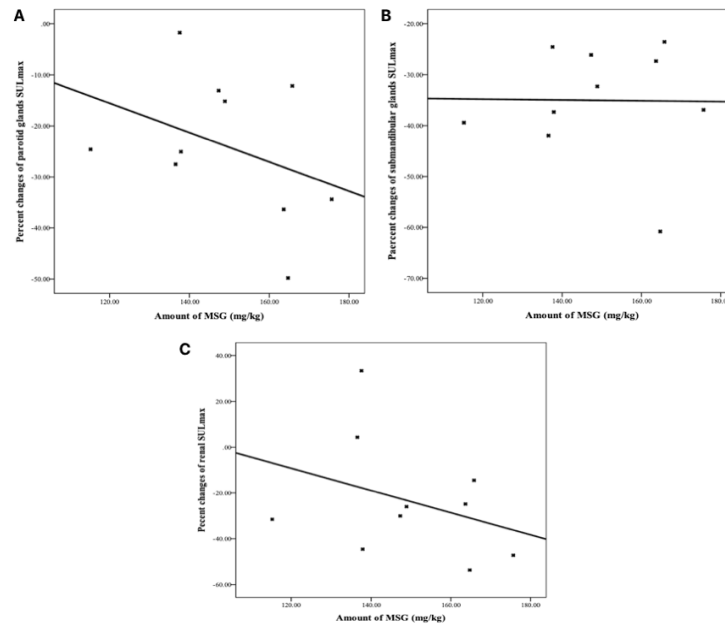 A
Percent changes of parotid glands SULmax
.00
-10.00
-20.00
-30.00
-40.00
-50.00
120.00 140.00 160.00 180.00
Amount of MSG (mg/kg)
B
Paercent changes of submandibular glands SULmax
-20.00
-30.00
-40.00
-50.00
-60.00
-70.00
120.00 140.00 160.00 180.00
Amount of MSG (mg/kg)
C
Pecent changes of renal SULmax
40.00
20.00
.00
-20.00
-40.00
-60.00
120.00 140.00 160.00 180.00
Amount of MSG (mg/kg)